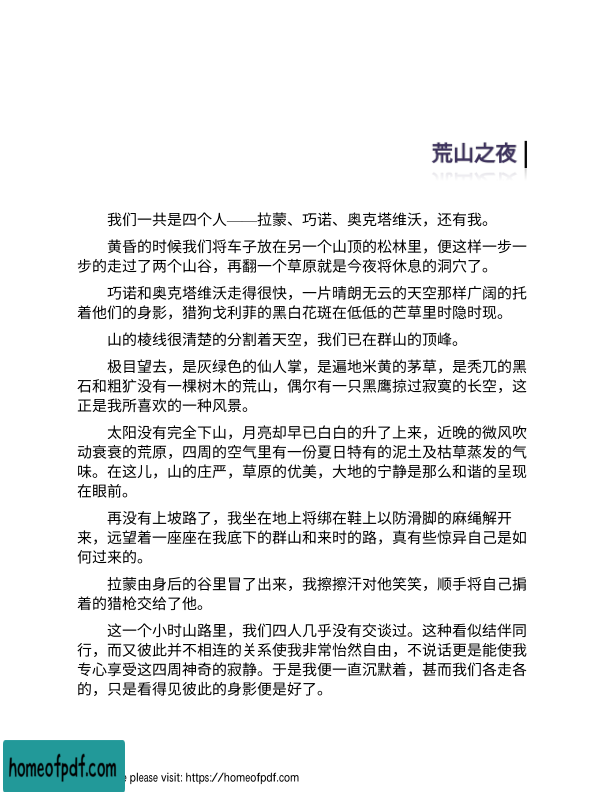 荒山之夜
我们一共是四个人——拉蒙、巧诺、奥克塔维沃，还有我。
黄昏的时候我们将车子放在另一个山顶的松林里，便这样一步一
步的走过了两个山谷，再翻一个草原就是今夜将休息的洞穴了。
巧诺和奥克塔维沃走得很快，一片晴朗无云的天空那样广阔的托
着他们的身影，猎狗戈利菲的黑白花斑在低低的芒草里时隐时现。
山的棱线很清楚的分割着天空，我们已在群山的顶峰。
极目望去，是灰绿色的仙人掌，是遍地米黄的茅草，是秃兀的黑
石和粗犷没有一棵树木的荒山，偶尔有一只黑鹰掠过寂寞的长空，这
正是我所喜欢的一种风景。
太阳没有完全下山，月亮却早已白白的升了上来，近晚的微风吹
动衰衰的荒原，四周的空气里有一份夏日特有的泥土及枯草蒸发的气
味。在这儿，山的庄严，草原的优美，大地的宁静是那么和谐的呈现
在眼前。
再没有上坡路了，我坐在地上将绑在鞋上以防滑脚的麻绳解开
来，远望着一座座在我底下的群山和来时的路，真有些惊异自己是如
何过来的。
拉蒙由身后的谷里冒了出来，我擦擦汗对他笑笑，顺手将自己掮
着的猎枪交给了他。
这一个小时山路里，我们四人几乎没有交谈过。这种看似结伴同
行，而又彼此并不相连的关系使我非常怡然自由，不说话更是能使我
专心享受这四周神奇的寂静。于是我便一直沉默着，甚而我们各走各
的，只是看得见彼此的身影便是好了。
homeofpdf.com
please visit: https://homeofpdf.com